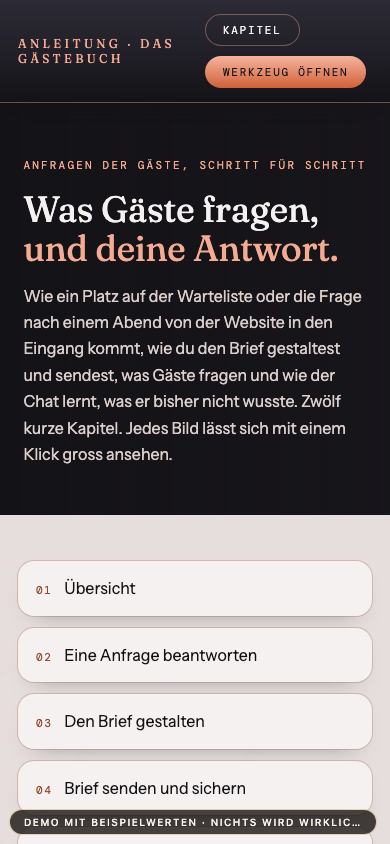 ANLEITUNG · DAS
GÄSTEBUCH
KAPITEL
WERKZEUG ÖFFNEN
ANFRAGEN DER GÄSTE, SCHRITT FÜR SCHRITT
Was Gäste fragen,
und deine Antwort.
Wie ein Platz auf der Warteliste oder die Frage
nach einem Abend von der Website in den
Eingang kommt, wie du den Brief gestaltest
und sendest, was Gäste fragen und wie der
Chat lernt, was er bisher nicht wusste. Zwölf
kurze Kapitel. Jedes Bild lässt sich mit einem
Klick gross ansehen.
01 Übersicht
02 Eine Anfrage beantworten
03 Den Brief gestalten
04 Brief senden und sichern
DEMO MIT BEISPIELWERTEN · NICHTS WIRD WIRKLIC…